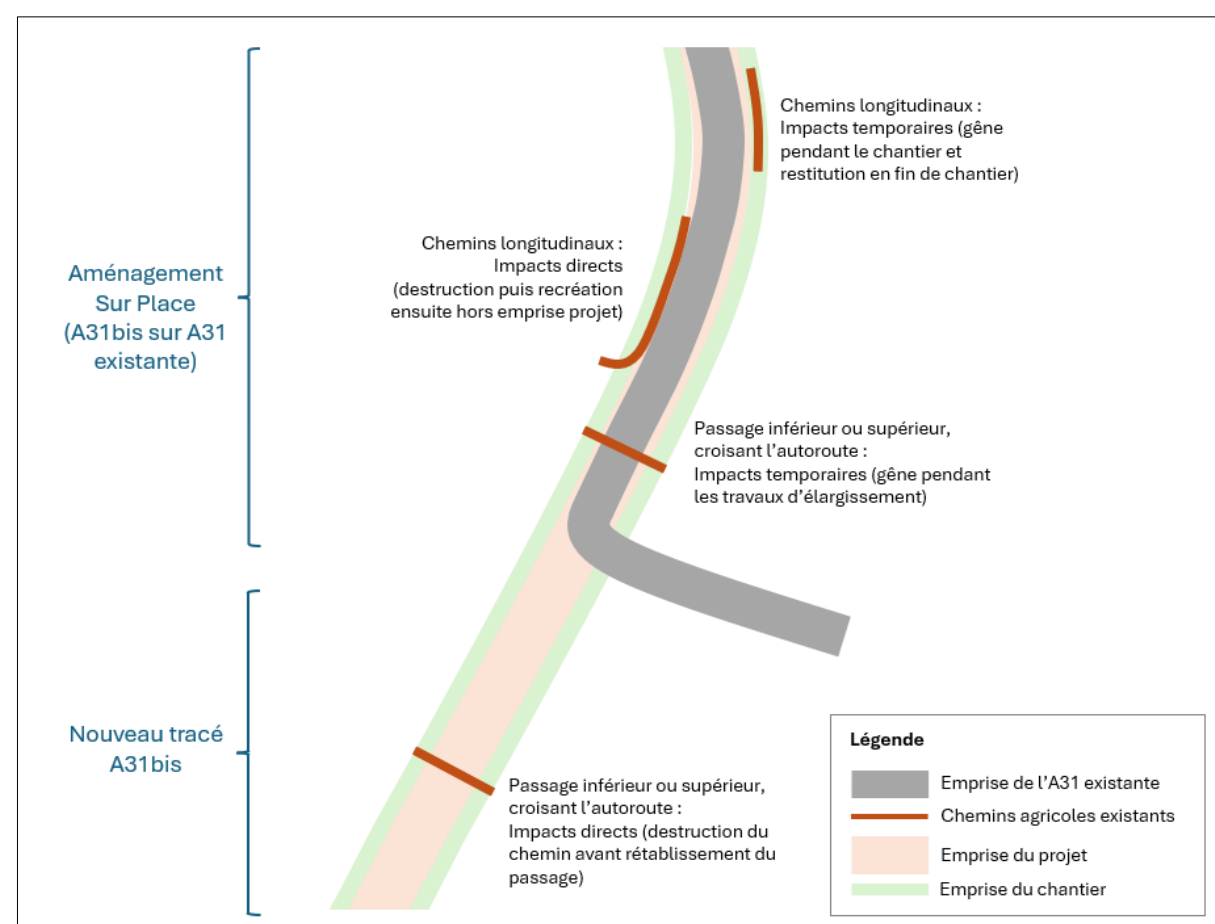 Chemins longitudinaux :
Impacts temporaires (gêne
pendant le chantier et
restitution en fin de chantier)
Chemins longitudinaux :
Impacts directs
(destruction puis recréation
ensuite hors emprise projet)
Aménagement
Sur Place
(A31bis sur A31
existante)
Passage inférieur ou supérieur,
croisant l’autoroute :
Impacts temporaires (gêne pendant
les travaux d’élargissement)
Nouveau tracé
A31bis
Passage inférieur ou supérieur,
croisant l’autoroute :
Impacts directs (destruction du
chemin avant rétablissement du
passage)
Légende
Emprise de l’A31 existante
Chemins agricoles existants
Emprise du projet
Emprise du chantier